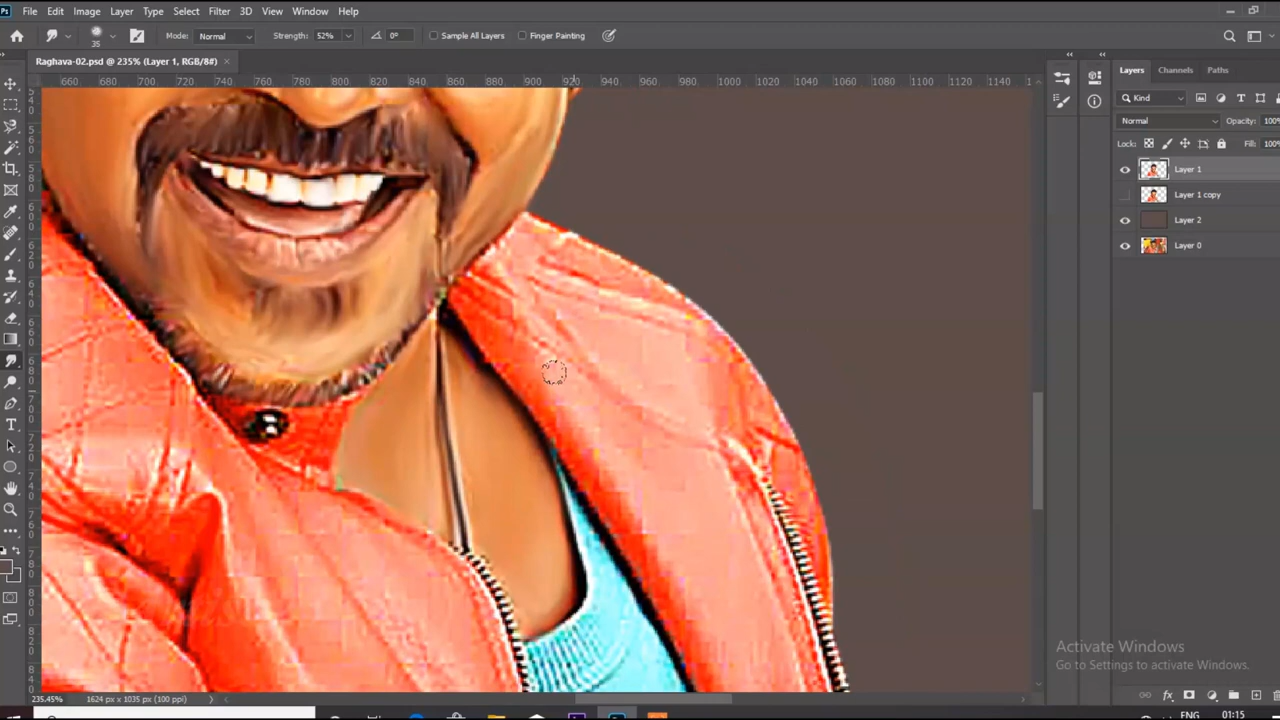 File Edit Image Layer Type Select Filter 3D View Window Help
35 Mode: Normal Strength: 52% 0° Sample All Layers Finger Painting
Raghava-02.psd @ 235% (Layer 1, RGB/8#)
660 680 700 720 740 760 780 800 820 840 860 880 900 920 940 960 980 1000 1020 1040 1060 1080 1100 1120 1140
Layers Channels Paths
Kind
Normal Opacity: 100%
Lock: Fill: 100%
Layer 1
Layer 1 copy
Layer 2
Layer 0
Activate Windows
Go to Settings to activate Windows.
235.45% 1624 px x 1035 px (100 ppi)
ENG 01:15